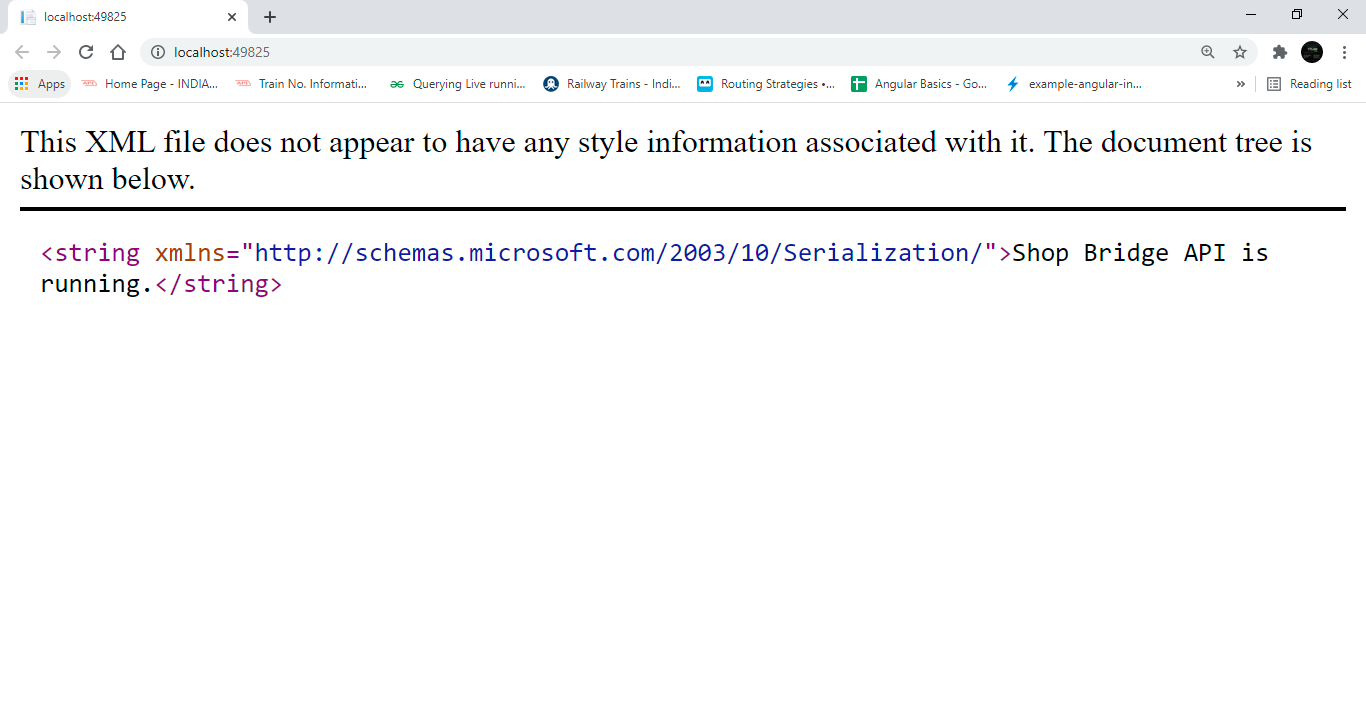 localhost:49825
localhost:49825
Apps Home Page - INDIA... Train No. Informati... Querying Live runni... Railway Trains - Indi... Routing Strategies •... Angular Basics - Go... example-angular-in... » Reading list
This XML file does not appear to have any style information associated with it. The document tree is
shown below.
<string xmlns="http://schemas.microsoft.com/2003/10/Serialization/">Shop Bridge API is
running.</string>